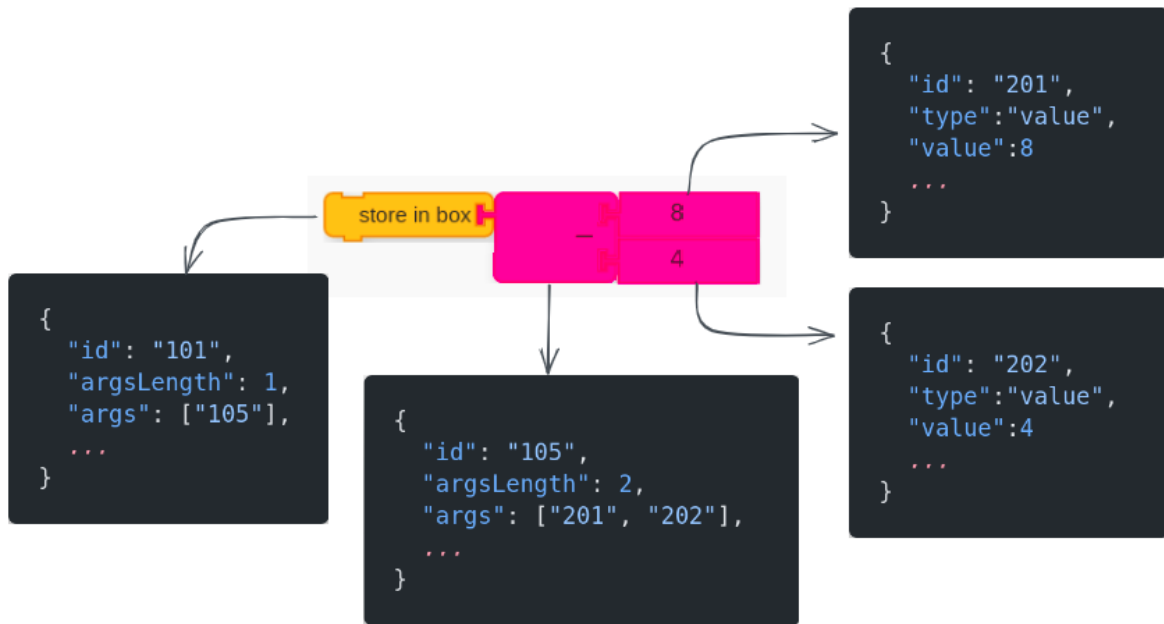 store in box
–
8
4
{
"id": "101",
"argsLength": 1,
"args": ["105"],
...
}
{
"id": "105",
"argsLength": 2,
"args": ["201", "202"],
...
}
{
"id": "201",
"type":"value",
"value":8
...
}
{
"id": "202",
"type":"value",
"value":4
...
}